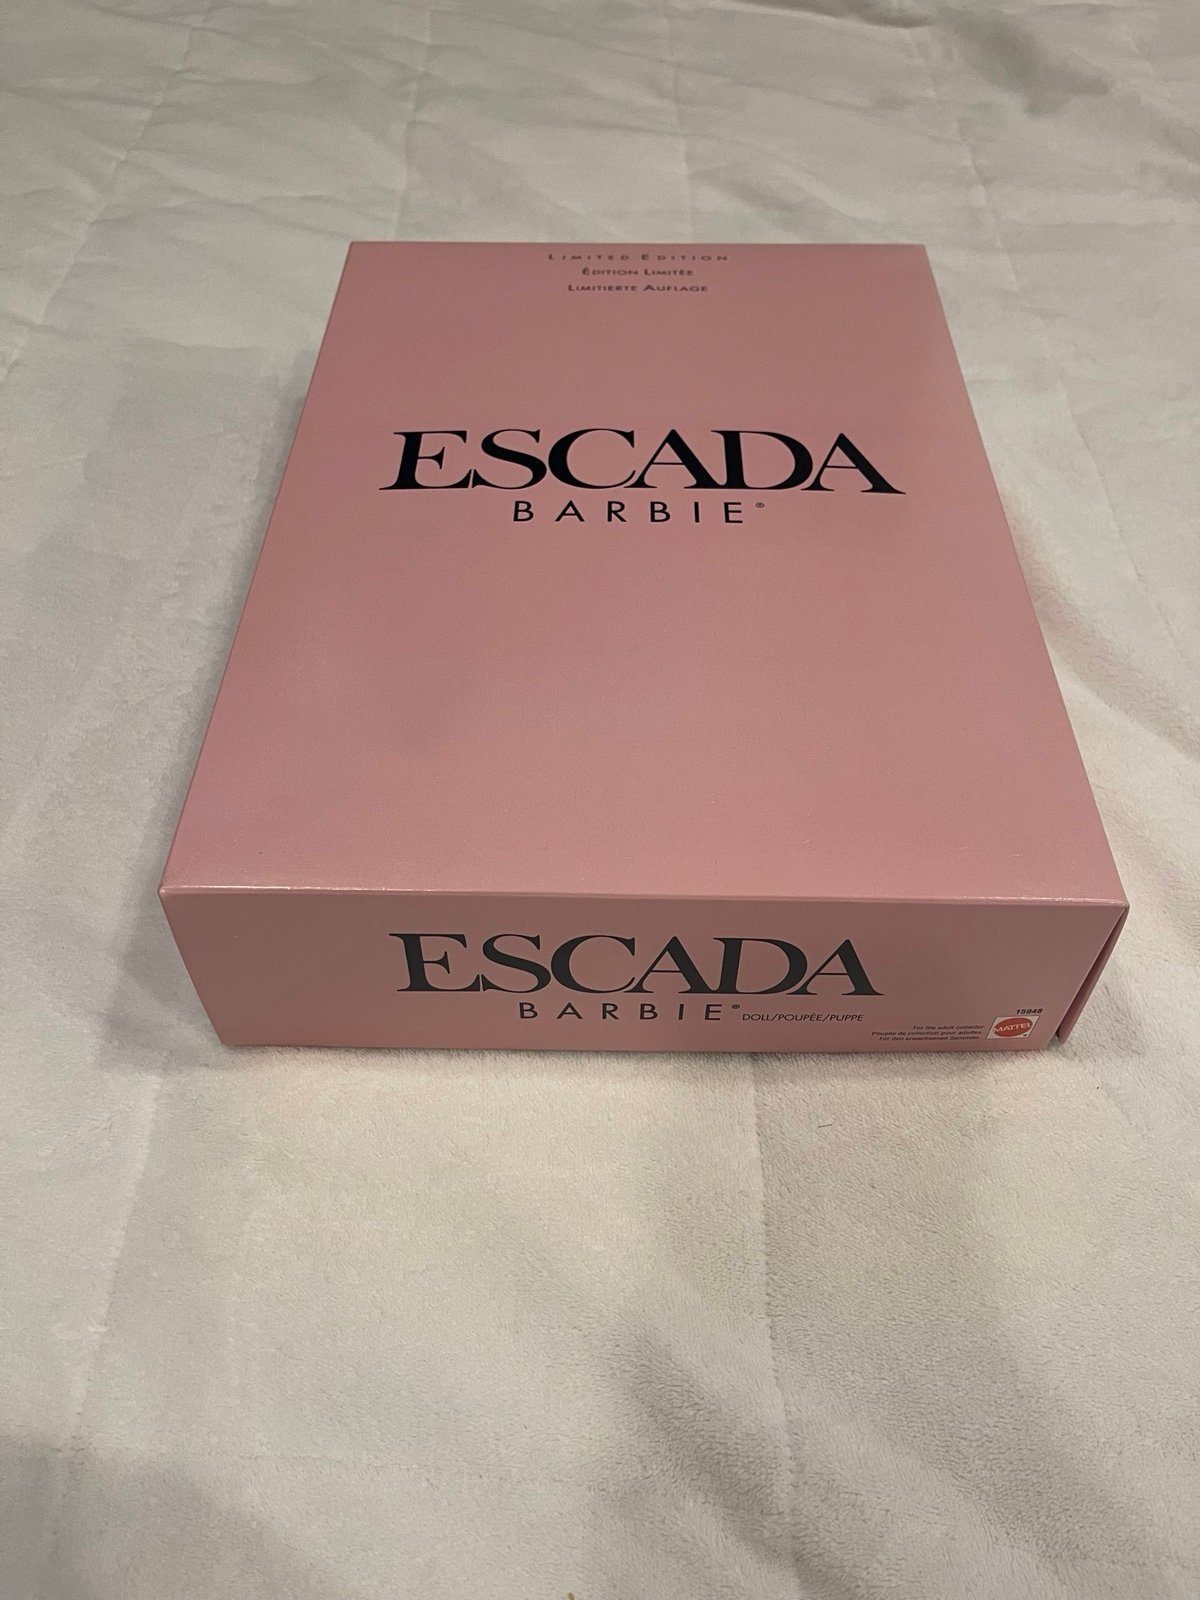 LIMITED EDITION
ÉDITION LIMITÉE
LIMITIERTE AUFLAGE
ESCADA
BARBIE®
ESCADA
BARBIE® DOLL/POUPÉE/PUPPE
15948
For the adult collector.
Poupée de collection pour adultes.
Für den erwachsenen Sammler.
MATTEL